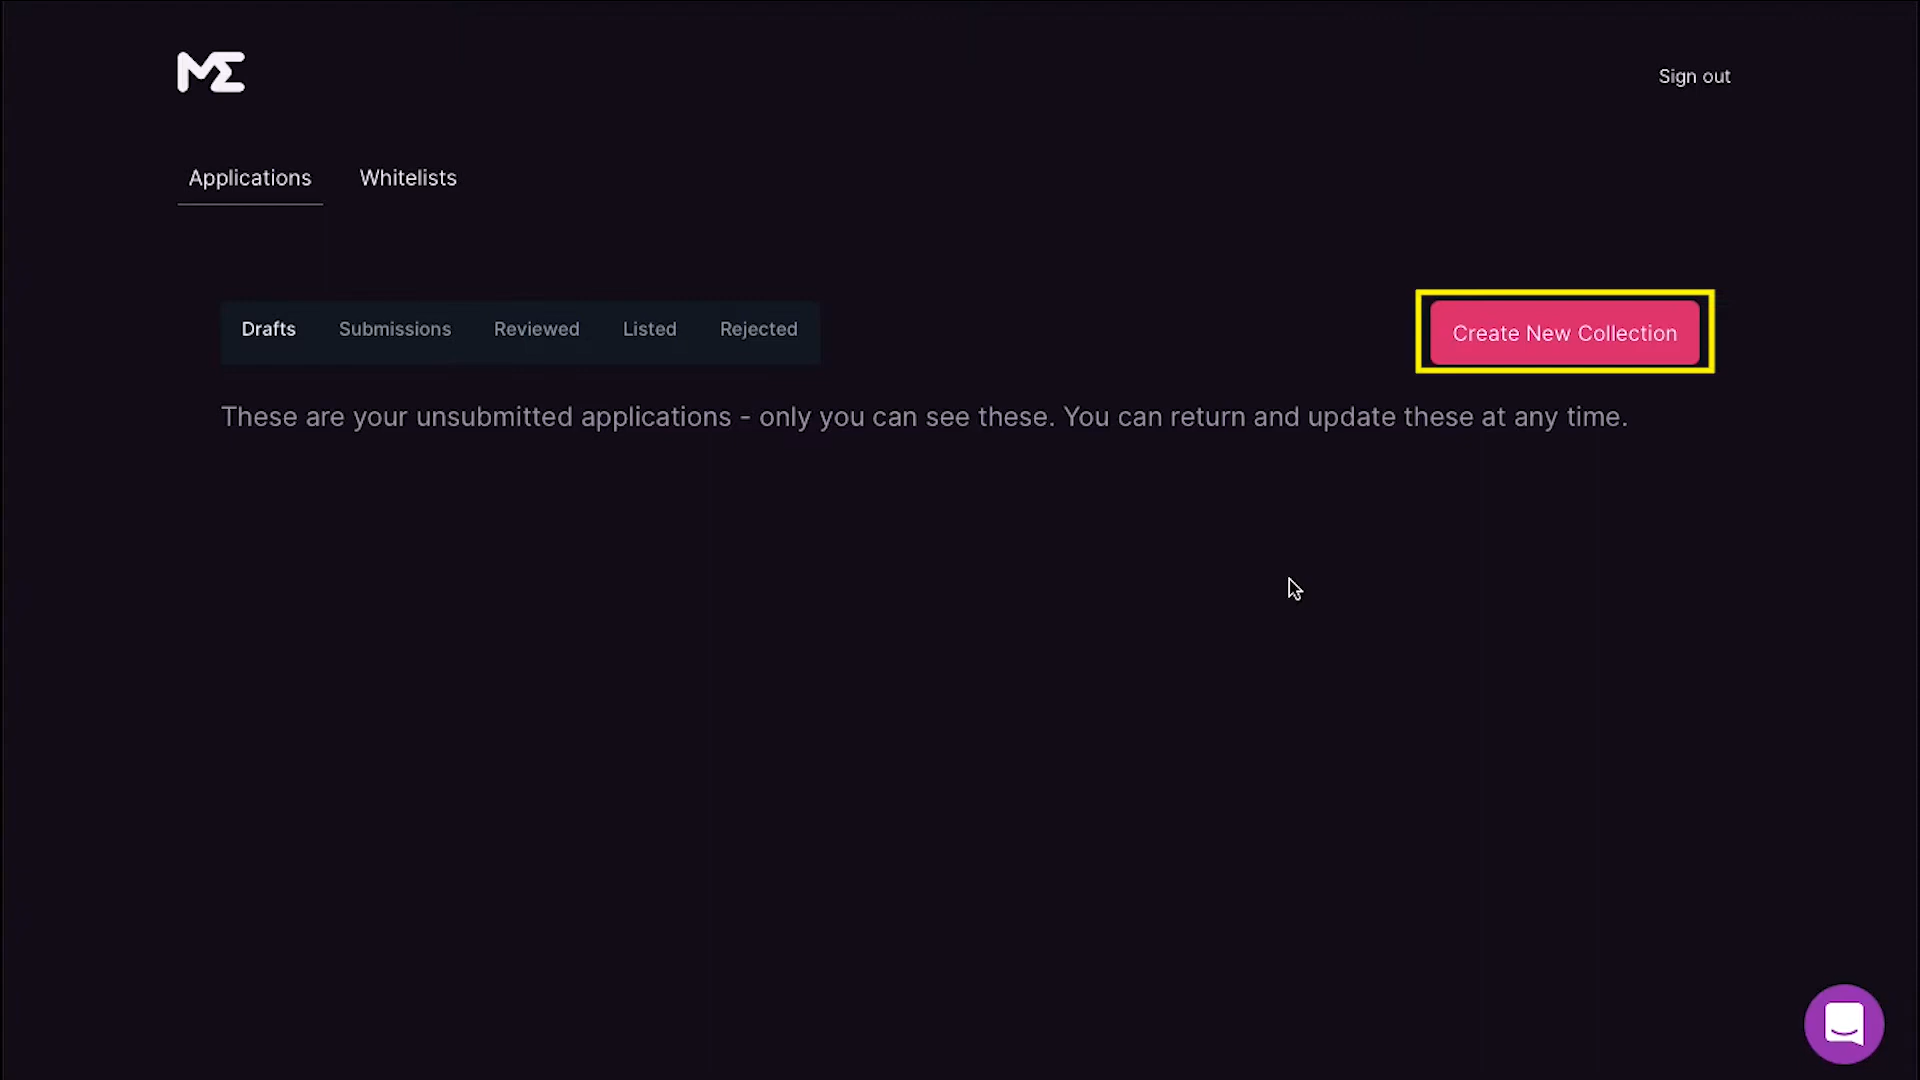 ME
Sign out
Applications
Whitelists
Drafts
Submissions
Reviewed
Listed
Rejected
Create New Collection
These are your unsubmitted applications - only you can see these. You can return and update these at any time.